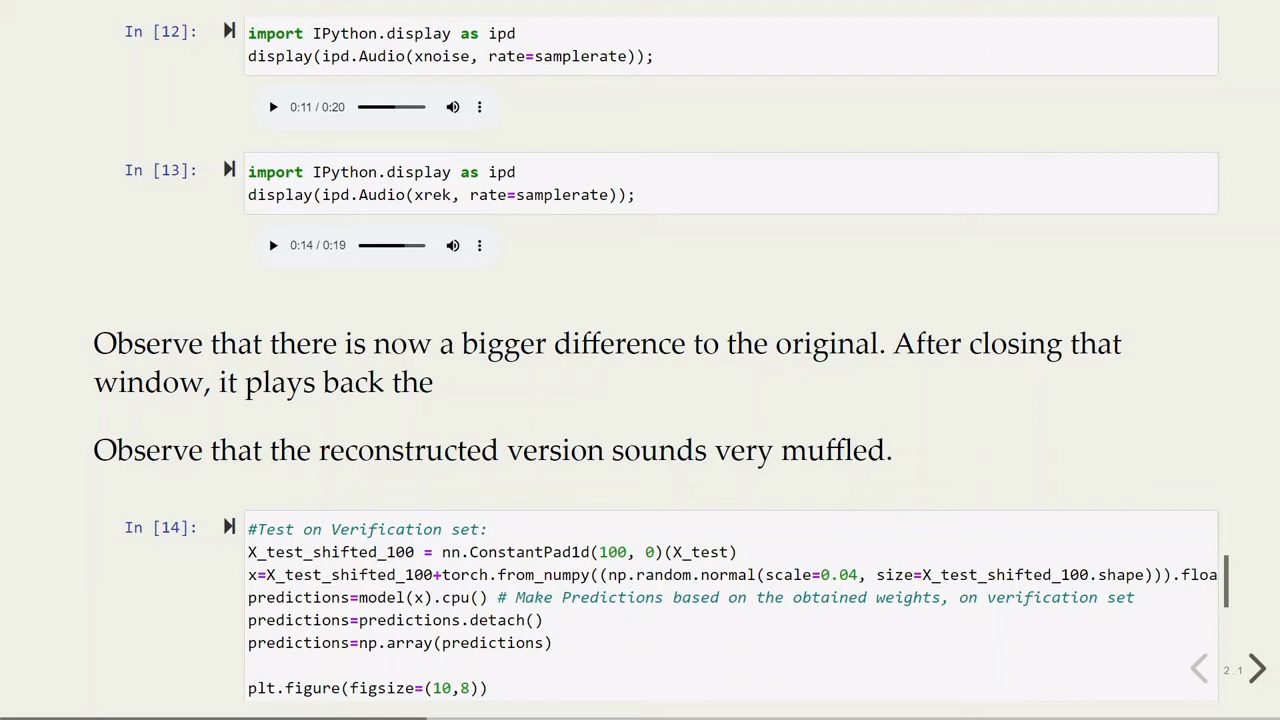 In [12]:
import IPython.display as ipd
display(ipd.Audio(xnoise, rate=samplerate));
0:11 / 0:20
In [13]:
import IPython.display as ipd
display(ipd.Audio(xrek, rate=samplerate));
0:14 / 0:19
Observe that there is now a bigger difference to the original. After closing that
window, it plays back the
Observe that the reconstructed version sounds very muffled.
In [14]:
#Test on Verification set:
X_test_shifted_100 = nn.ConstantPad1d(100, 0)(X_test)
x=X_test_shifted_100+torch.from_numpy((np.random.normal(scale=0.04, size=X_test_shifted_100.shape))).floa
predictions=model(x).cpu() # Make Predictions based on the obtained weights, on verification set
predictions=predictions.detach()
predictions=np.array(predictions)
plt.figure(figsize=(10,8))
2.1